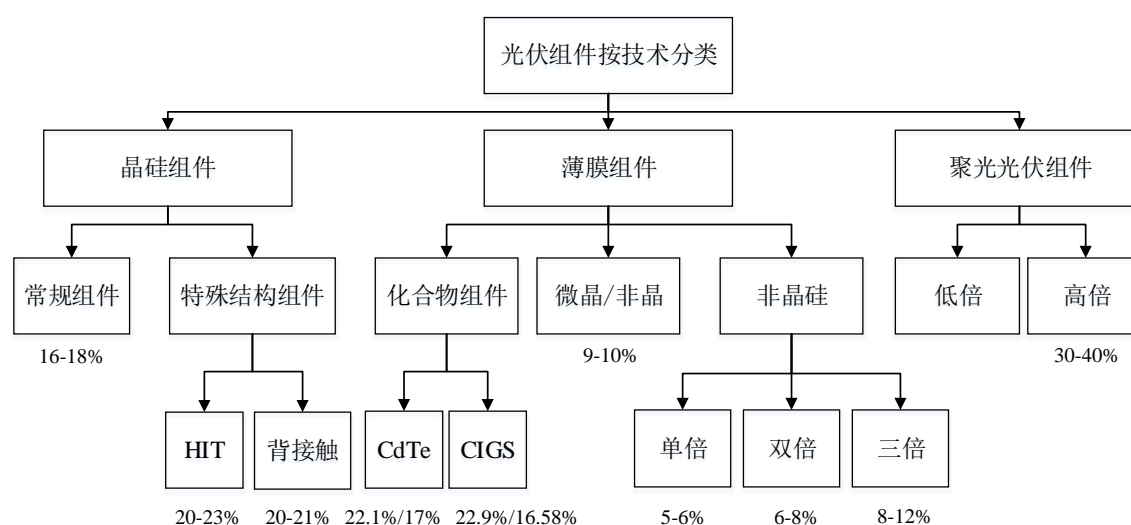 光伏组件按技术分类
晶硅组件
薄膜组件
聚光光伏组件
常规组件
特殊结构组件
化合物组件
微晶/非晶
非晶硅
低倍
高倍
16-18%
9-10%
30-40%
HIT
背接触
CdTe
CIGS
单倍
双倍
三倍
20-23%
20-21%
22.1%/17%
22.9%/16.58%
5-6%
6-8%
8-12%